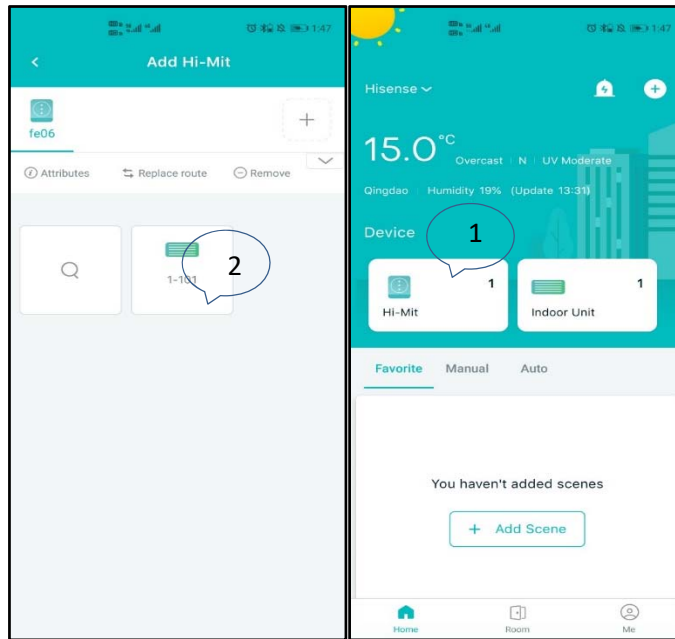 1:47
Add Hi-Mit
fe06
Attributes
Replace route
Remove
1-101
2
1:47
Hisense
15.0°C
Overcast | N | UV Moderate
Qingdao Humidity 19% (Update 13:31)
Device
1
1
Hi-Mit
1
Indoor Unit
Favorite Manual Auto
You haven't added scenes
+ Add Scene
Home Room Me